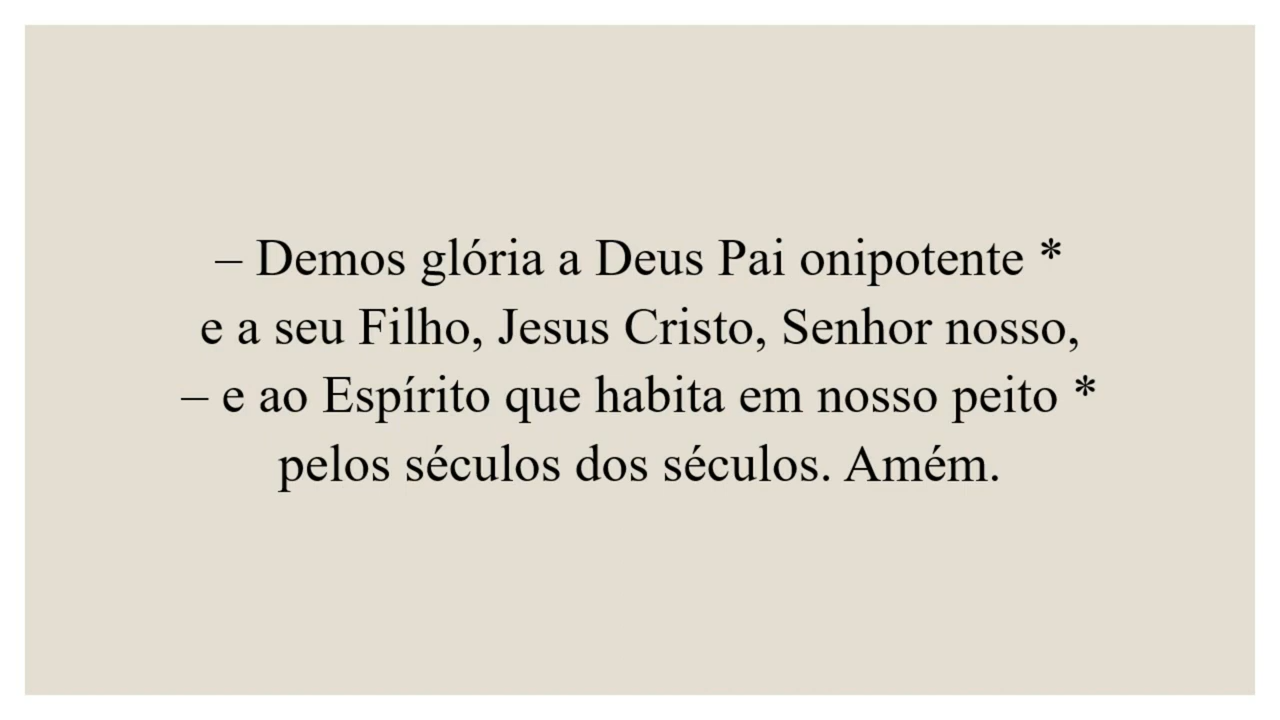 – Demos glória a Deus Pai onipotente *
e a seu Filho, Jesus Cristo, Senhor nosso,
– e ao Espírito que habita em nosso peito *
pelos séculos dos séculos. Amém.